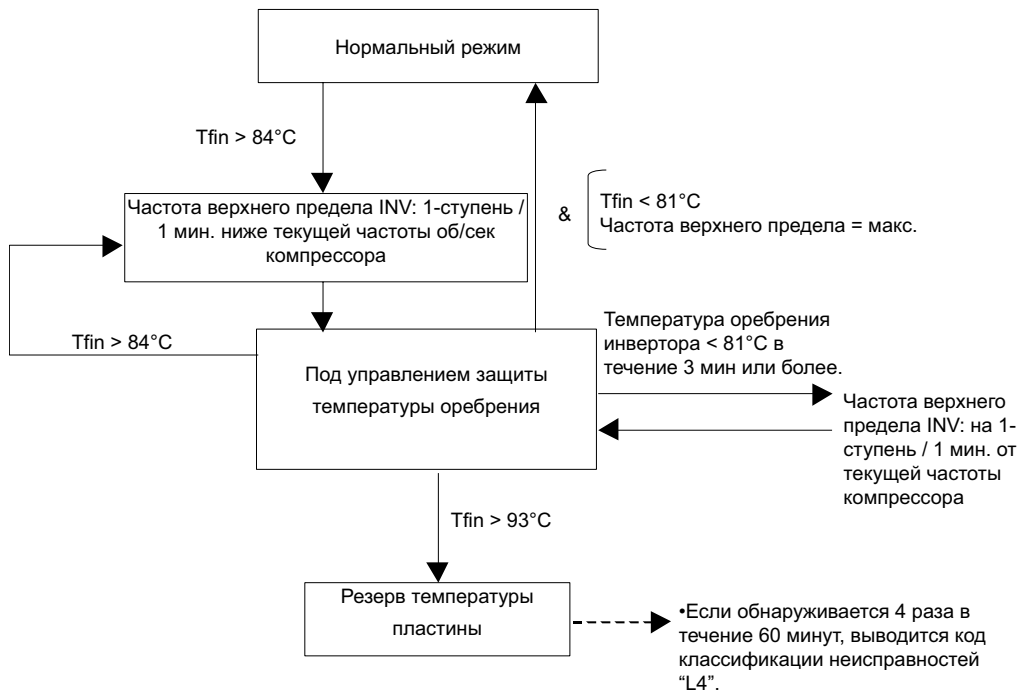 Нормальный режим
Tfin > 84°C
Частота верхнего предела INV: 1-ступень /
1 мин. ниже текущей частоты об/сек
компрессора
&
Tfin < 81°C
Частота верхнего предела = макс.
Tfin > 84°C
Под управлением защиты
температуры оребрения
Температура оребрения
инвертора < 81°C в
течение 3 мин или более.
Частота верхнего
предела INV: на 1-
ступень / 1 мин. от
текущей частоты
компрессора
Tfin > 93°C
Резерв температуры
пластины
•Если обнаруживается 4 раза в
течение 60 минут, выводится код
классификации неисправностей
“L4”.